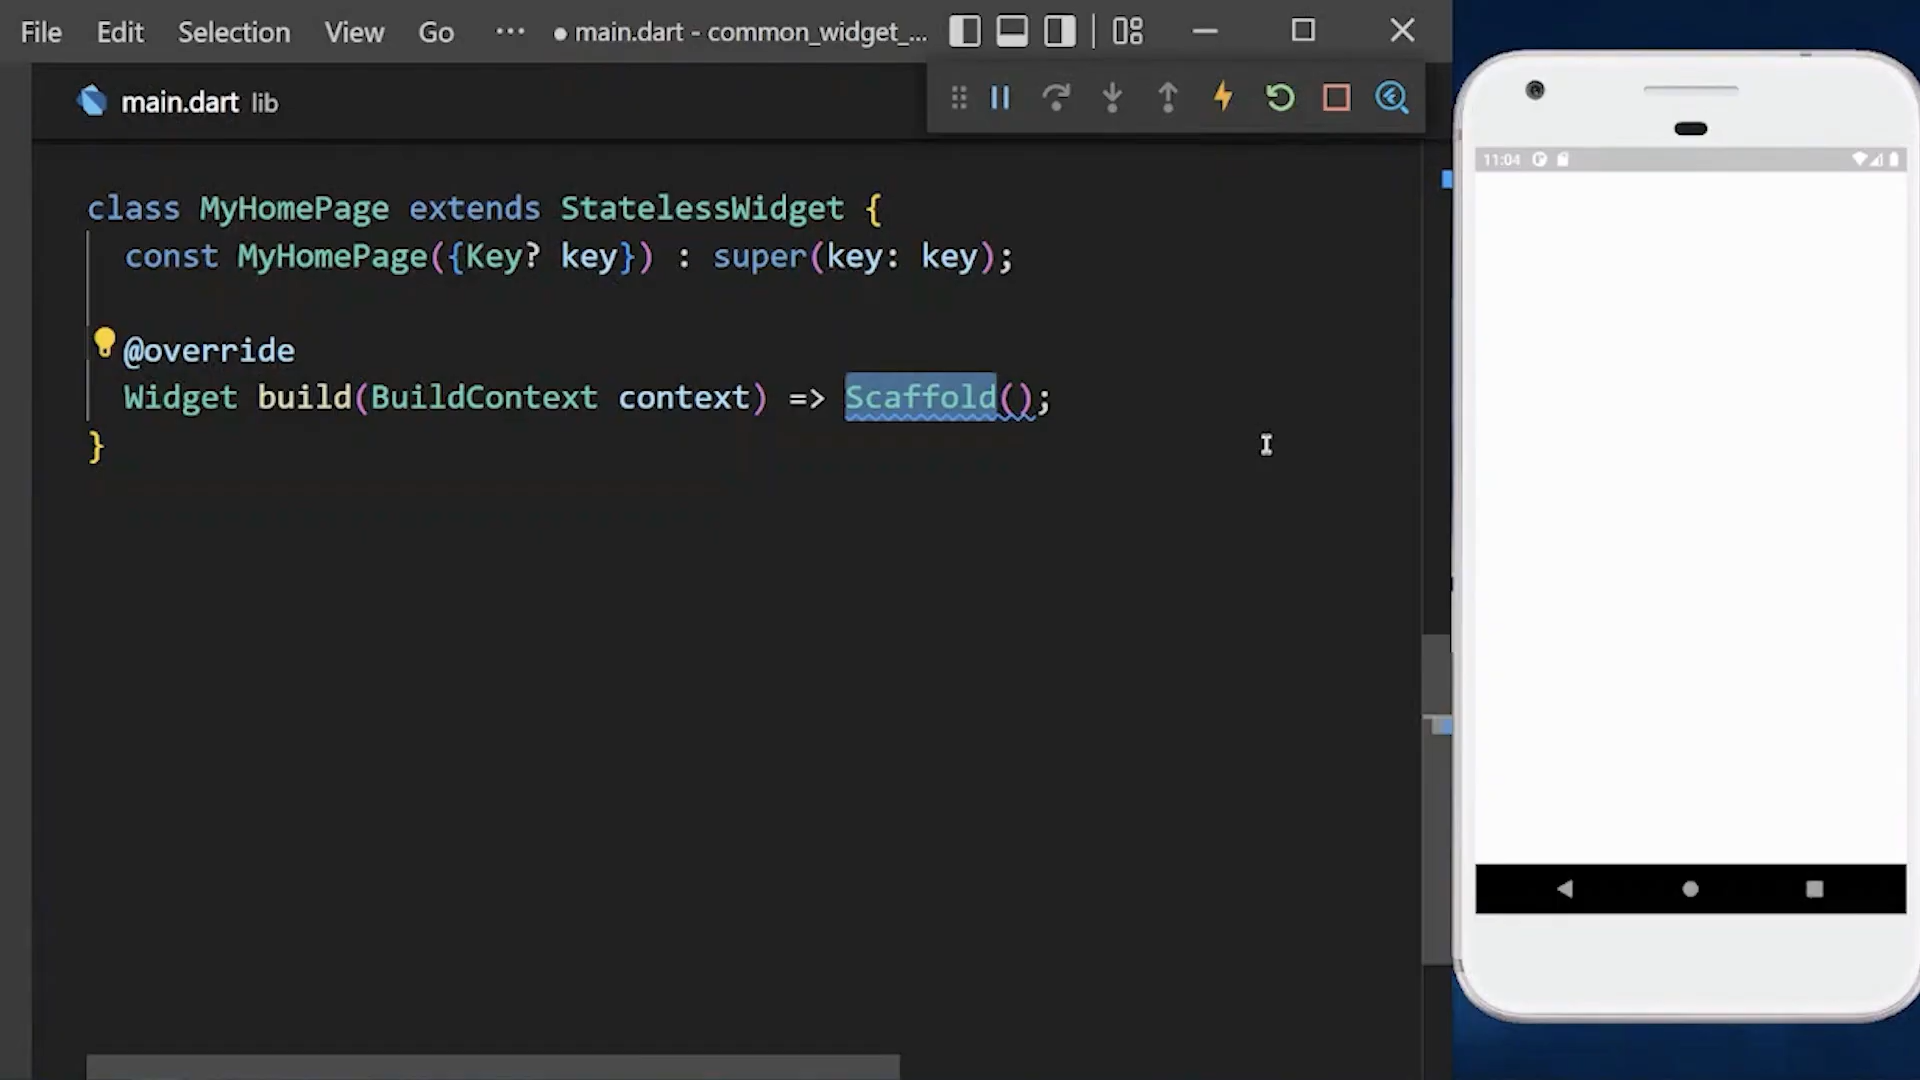 File Edit Selection View Go ··· ● main.dart - common_widget_...
main.dart lib
class MyHomePage extends StatelessWidget {
const MyHomePage({Key? key}) : super(key: key);
@override
Widget build(BuildContext context) => Scaffold();
}
11:04